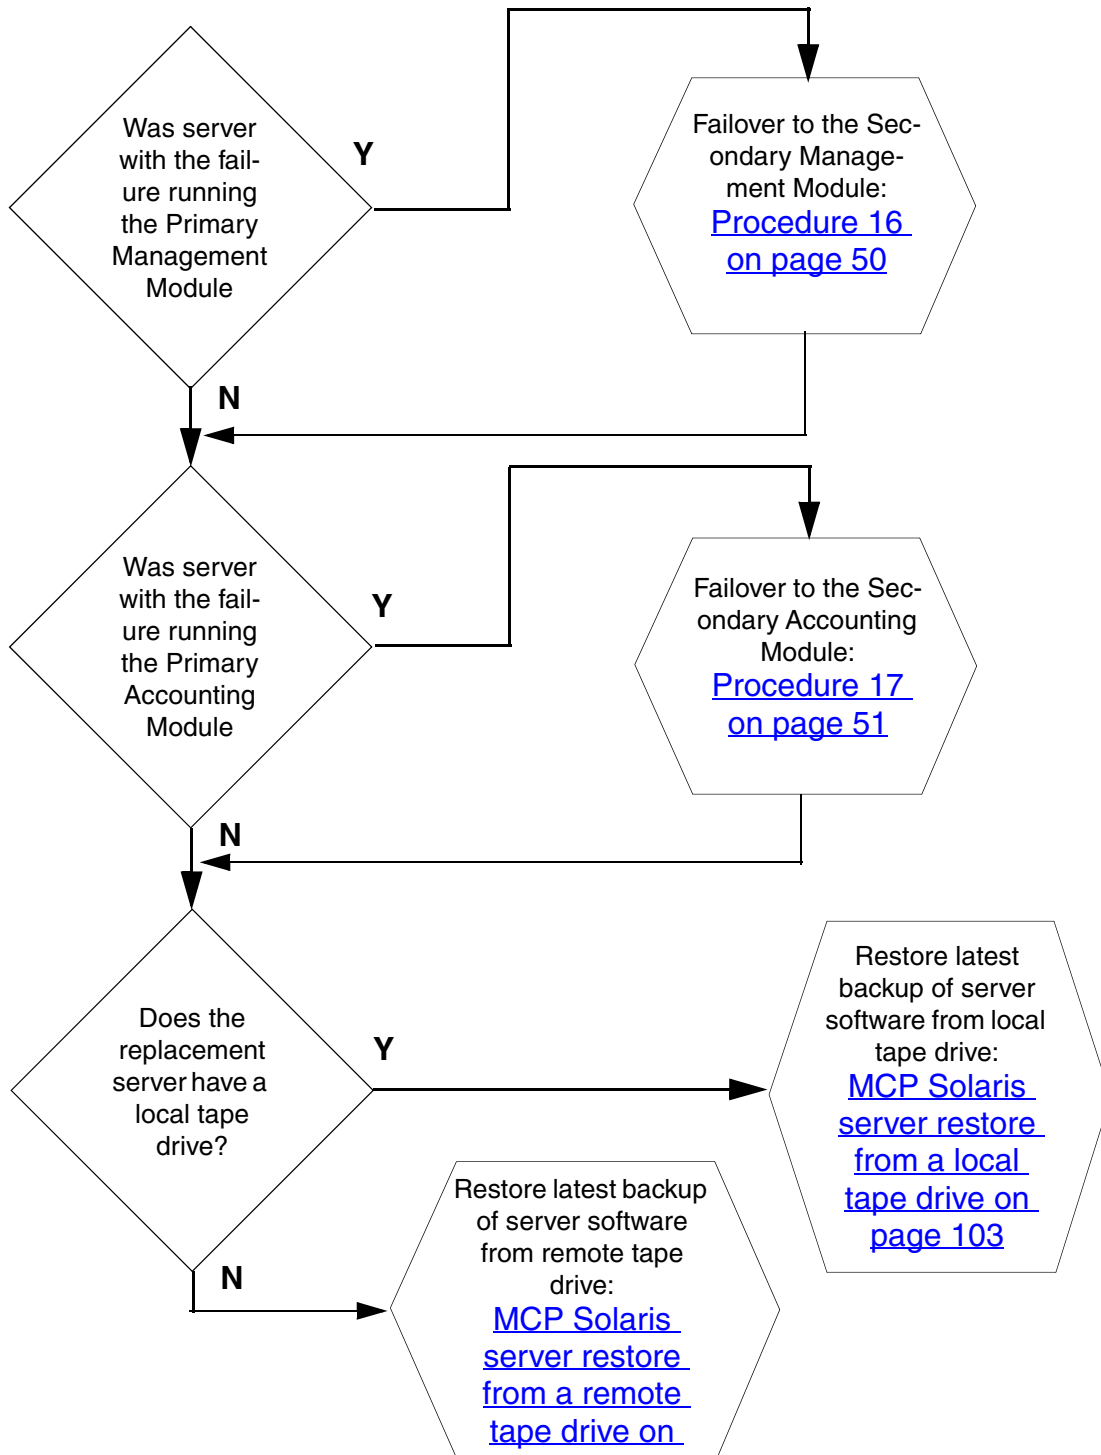 Was server
with the fail-
ure running
the Primary
Management
Module
Y
Failover to the Sec-
ondary Manage-
ment Module:
Procedure 16
on page 50
N
Was server
with the fail-
ure running
the Primary
Accounting
Module
Y
Failover to the Sec-
ondary Accounting
Module:
Procedure 17
on page 51
N
Does the
replacement
server have a
local tape
drive?
Y
Restore latest
backup of server
software from local
tape drive:
MCP Solaris
server restore
from a local
tape drive on
page 103
N
Restore latest backup
of server software
from remote tape
drive:
MCP Solaris
server restore
from a remote
tape drive on